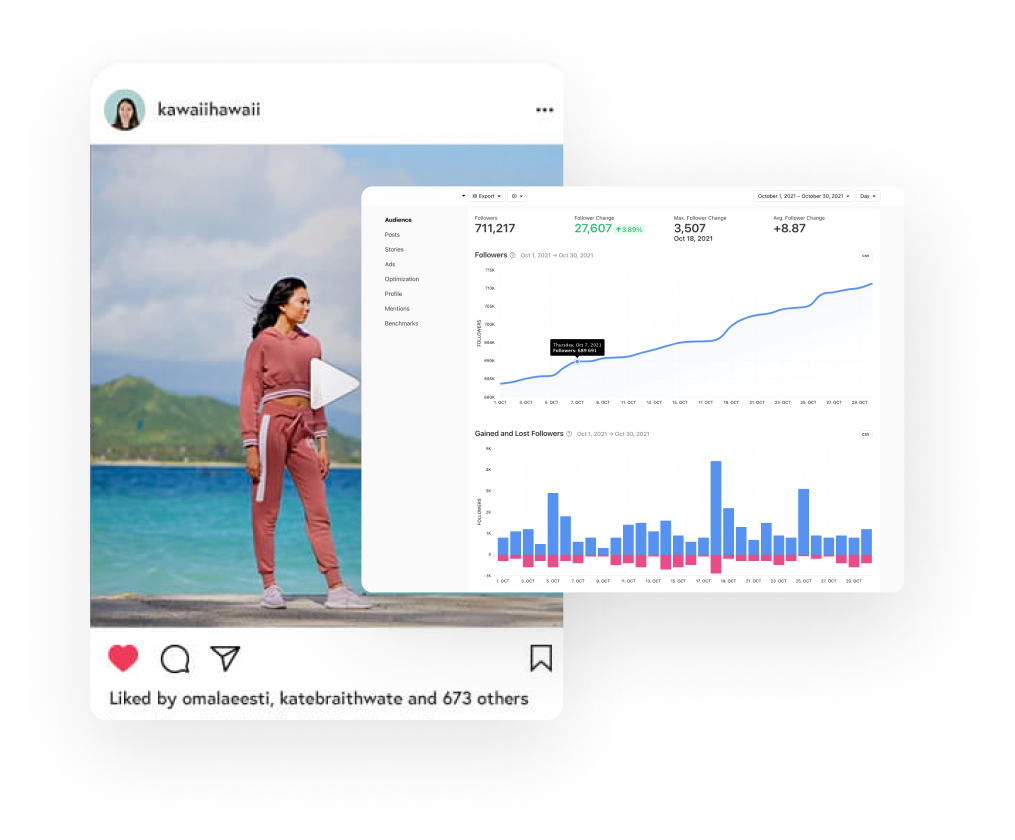 kawaiihawaii
Export
October 1, 2021 – October 30, 2021
Day
Audience
Posts
Stories
Ads
Optimization
Profile
Mentions
Benchmarks
Followers
711,217
Follower Change
27,607 3.89%
Max. Follower Change
3,507
Oct 18, 2021
Avg. Follower Change
+8.87
Followers Oct 1, 2021 → Oct 30, 2021
CSV
FOLLOWERS
715K
710K
705K
700K
695K
690K
685K
680K
Thursday, Oct 7, 2021
Followers: 689 691
1. OCT 3. OCT 5. OCT 7. OCT 9. OCT 11. OCT 13. OCT 15. OCT 17. OCT 19. OCT 21. OCT 23. OCT 25. OCT 27. OCT 29. OCT
Gained and Lost Followers Oct 1, 2021 → Oct 30, 2021
CSV
FOLLOWERS
5K
4K
3K
2K
1K
0
-1K
1. OCT 3. OCT 5. OCT 7. OCT 9. OCT 11. OCT 13. OCT 15. OCT 17. OCT 19. OCT 21. OCT 23. OCT 25. OCT 27. OCT 29. OCT
Liked by omalaeesti, katebraithwate and 673 others